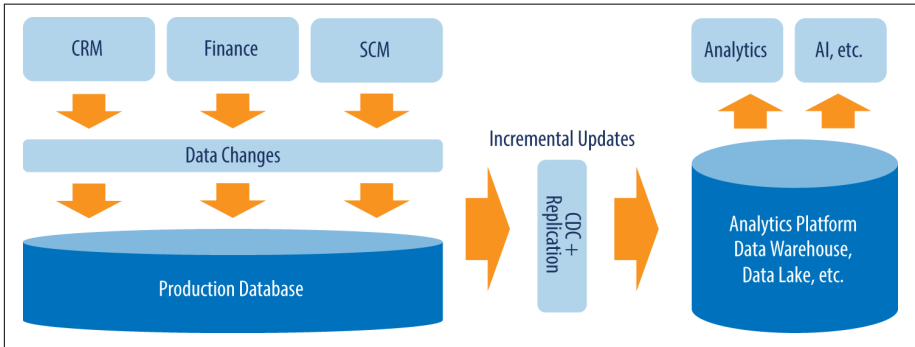 CRM
Finance
SCM
Analytics
AI, etc.
Data Changes
Incremental Updates
CDC +
Replication
Production Database
Analytics Platform
Data Warehouse,
Data Lake, etc.